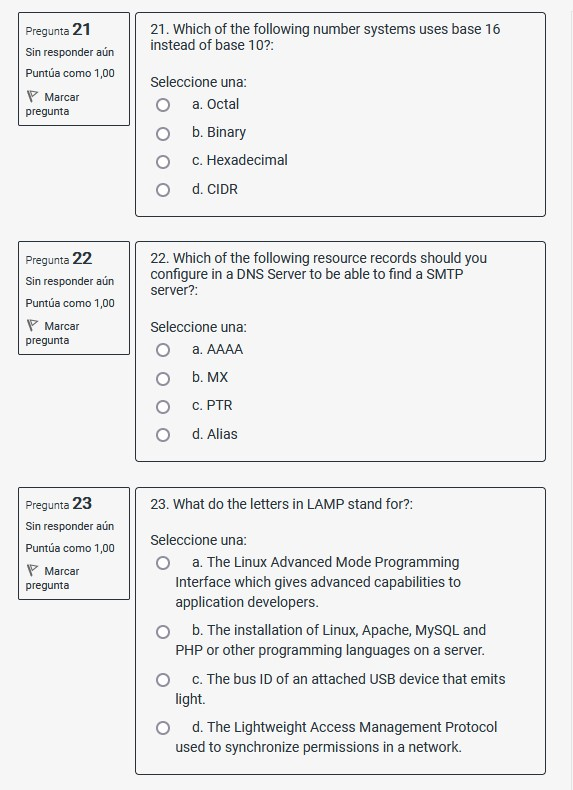 Pregunta 21
Sin responder aún
Puntúa como 1,00
Marcar
pregunta
21. Which of the following number systems uses base 16
instead of base 10?:
Seleccione una:
a. Octal
b. Binary
c. Hexadecimal
d. CIDR
Pregunta 22
Sin responder aún
Puntúa como 1,00
Marcar
pregunta
22. Which of the following resource records should you
configure in a DNS Server to be able to find a SMTP
server?:
Seleccione una:
a. AAAA
b. MX
c. PTR
d. Alias
Pregunta 23
Sin responder aún
Puntúa como 1,00
Marcar
pregunta
23. What do the letters in LAMP stand for?:
Seleccione una:
a. The Linux Advanced Mode Programming
Interface which gives advanced capabilities to
application developers.
b. The installation of Linux, Apache, MySQL and
PHP or other programming languages on a server.
c. The bus ID of an attached USB device that emits
light.
d. The Lightweight Access Management Protocol
used to synchronize permissions in a network.